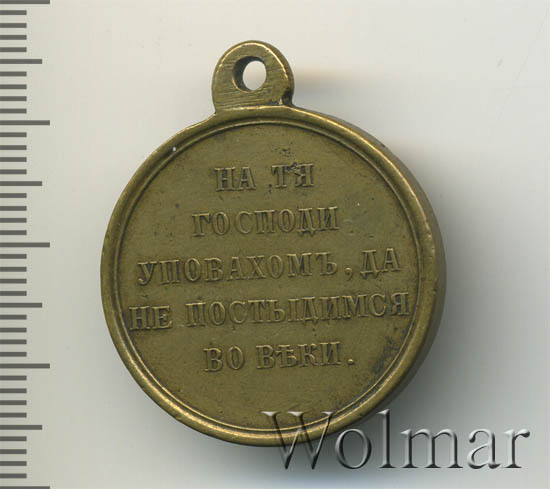 НА ТЯ
ГОСПОДИ
УПОВАХОМЪ, ДА
НЕ ПОСТЫДИМСЯ
ВО ВѢКИ.
Wolmar